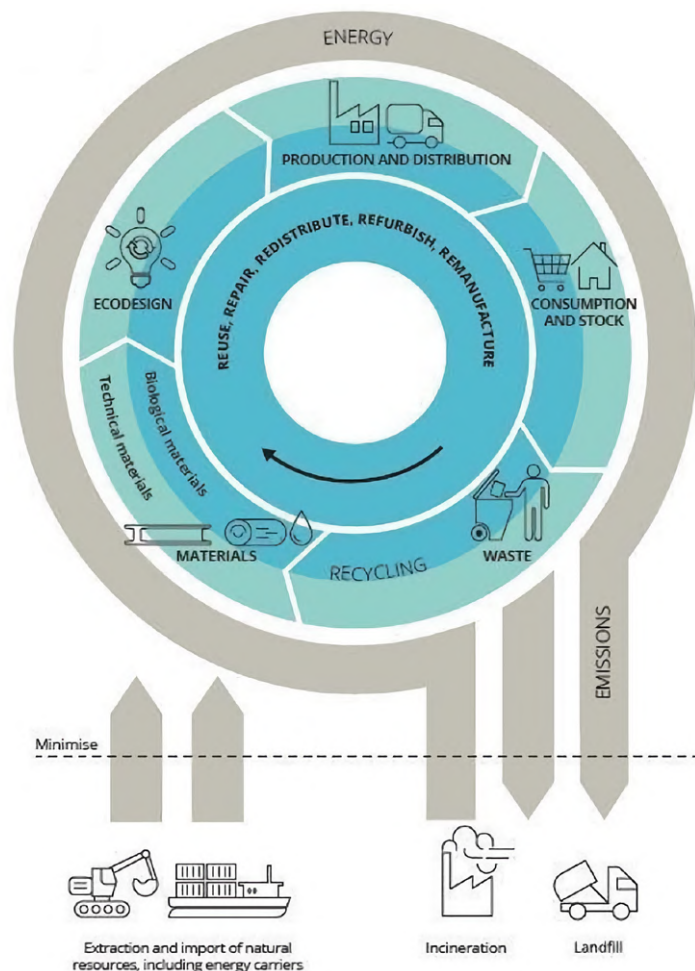 ENERGY
PRODUCTION AND DISTRIBUTION
REUSE, REPAIR, REDISTRIBUTE, REFURBISH, REMANUFACTURE
ECODESIGN
CONSUMPTION
AND STOCK
Technical materials
Biological materials
MATERIALS
RECYCLING
WASTE
EMISSIONS
Minimise
Extraction and import of natural
resources, including energy carriers
Incineration
Landfill